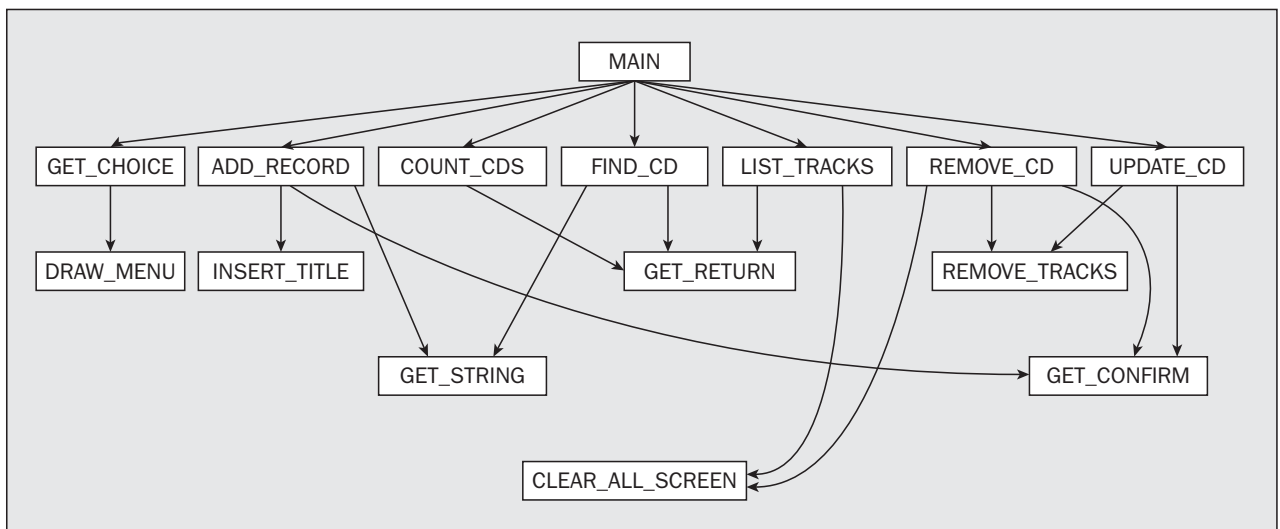 MAIN
GET_CHOICE ADD_RECORD COUNT_CDS FIND_CD LIST_TRACKS REMOVE_CD UPDATE_CD
DRAW_MENU INSERT_TITLE GET_RETURN REMOVE_TRACKS
GET_STRING GET_CONFIRM
CLEAR_ALL_SCREEN